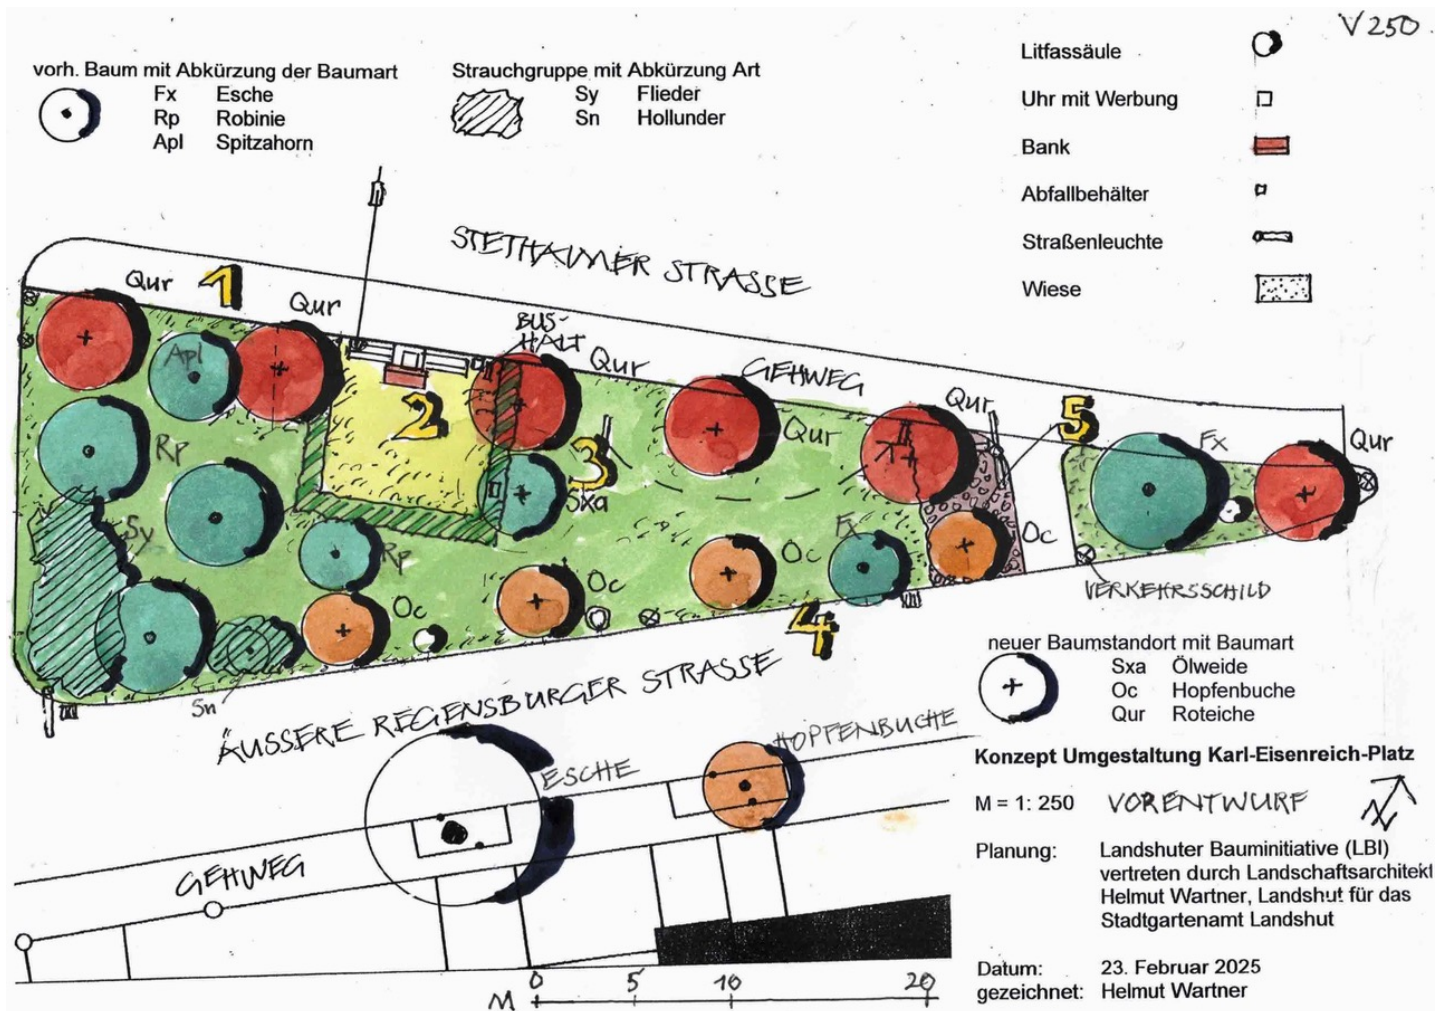 V 250
vorh. Baum mit Abkürzung der Baumart
Fx Esche
Rp Robinie
Apl Spitzahorn
Strauchgruppe mit Abkürzung Art
Sy Flieder
Sn Hollunder
Litfassäule
Uhr mit Werbung
Bank
Abfallbehälter
Straßenleuchte
Wiese
STETHAIMER STRASSE
Qur
1
Qur
BUS-
HALT
Qur
GEHWEG
Qur
5
Apl
2
Qur
Fx
Qur
Rp
3
Sxa
Sy
Rp
Fx
Oc
Oc
Oc
Oc
VERKEHRSSCHILD
4
Sn
ÄUSSERE REGENSBURGER STRASSE
neuer Baumstandort mit Baumart
Sxa Ölweide
Oc Hopfenbuche
Qur Roteiche
HOPFENBUCHE
ESCHE
GEHWEG
Konzept Umgestaltung Karl-Eisenreich-Platz
M = 1: 250 VORENTWURF
N
Planung: Landshuter Bauminitiative (LBI)
vertreten durch Landschaftsarchitekt
Helmut Wartner, Landshut für das
Stadtgartenamt Landshut
Datum: 23. Februar 2025
gezeichnet: Helmut Wartner
M 0 5 10 20